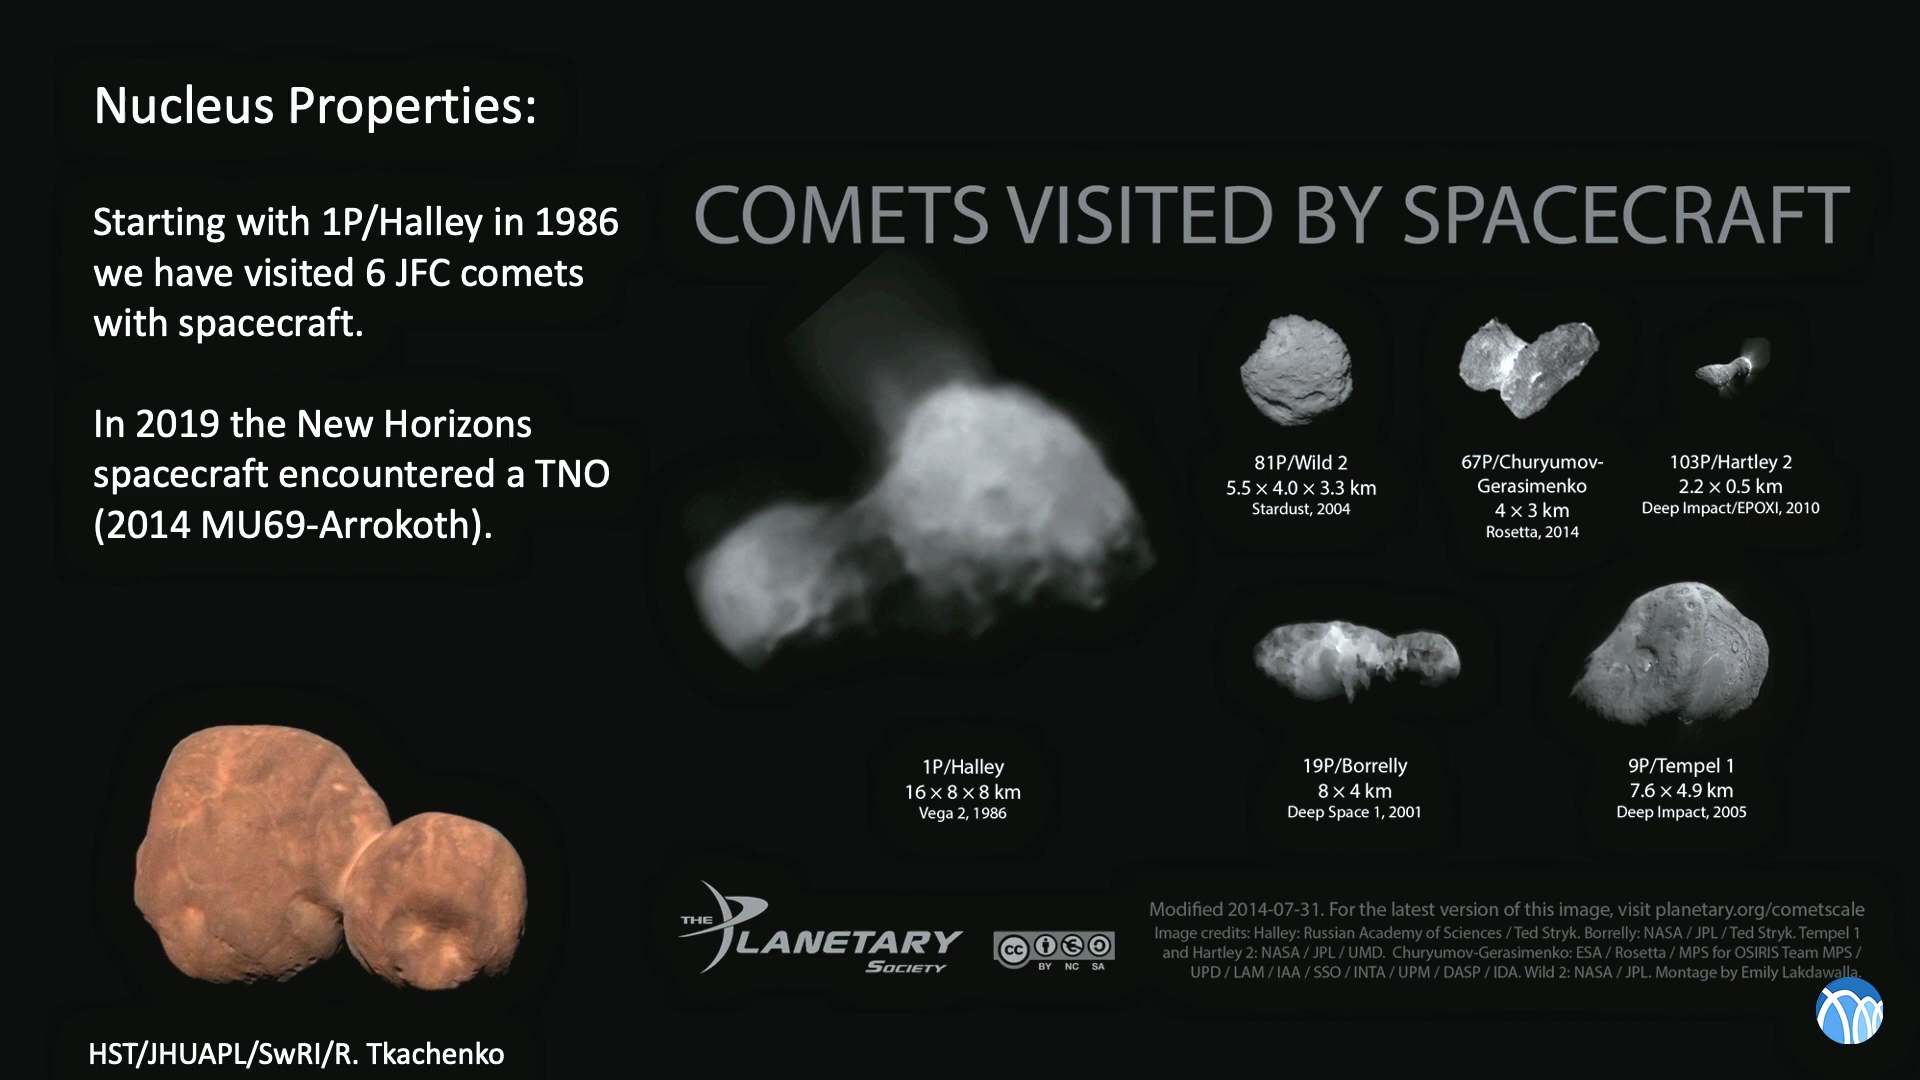 Nucleus Properties:
Starting with 1P/Halley in 1986
we have visited 6 JFC comets
with spacecraft.
In 2019 the New Horizons
spacecraft encountered a TNO
(2014 MU69-Arrokoth).
HST/JHUAPL/SwRI/R. Tkachenko
COMETS VISITED BY SPACECRAFT
81P/Wild 2
5.5 × 4.0 × 3.3 km
Stardust, 2004
67P/Churyumov-
Gerasimenko
4 × 3 km
Rosetta, 2014
103P/Hartley 2
2.2 × 0.5 km
Deep Impact/EPOXI, 2010
1P/Halley
16 × 8 × 8 km
Vega 2, 1986
19P/Borrelly
8 × 4 km
Deep Space 1, 2001
9P/Tempel 1
7.6 × 4.9 km
Deep Impact, 2005
THE PLANETARY
SOCIETY
cc
BY NC SA
Modified 2014-07-31. For the latest version of this image, visit planetary.org/cometscale
Image credits: Halley: Russian Academy of Sciences / Ted Stryk. Borrelly: NASA / JPL / Ted Stryk. Tempel 1
and Hartley 2: NASA / JPL / UMD. Churyumov-Gerasimenko: ESA / Rosetta / MPS for OSIRIS Team MPS /
UPD / LAM / IAA / SSO / INTA / UPM / DASP / IDA. Wild 2: NASA / JPL. Montage by Emily Lakdawalla.